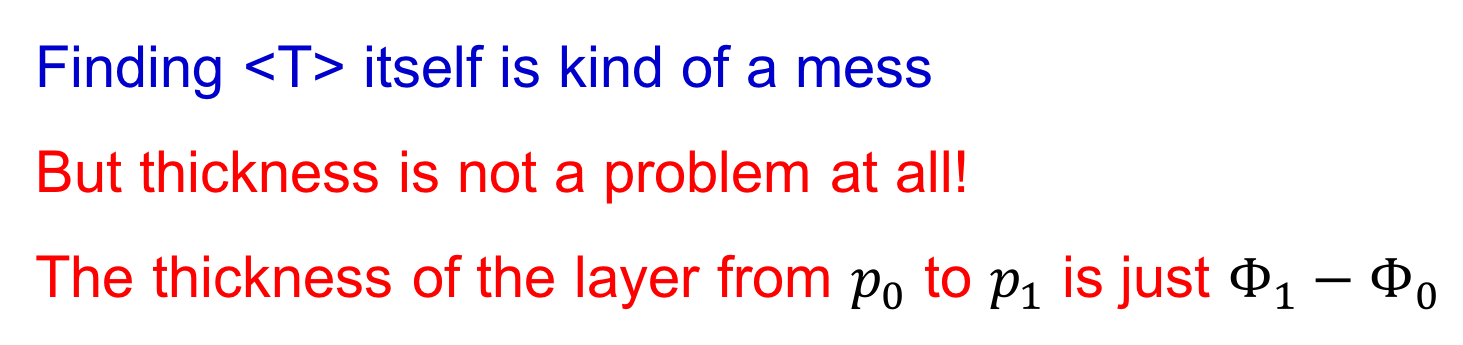 Finding <T> itself is kind of a mess
But thickness is not a problem at all!
The thickness of the layer from 𝑝₀ to 𝑝₁ is just Φ₁ − Φ₀